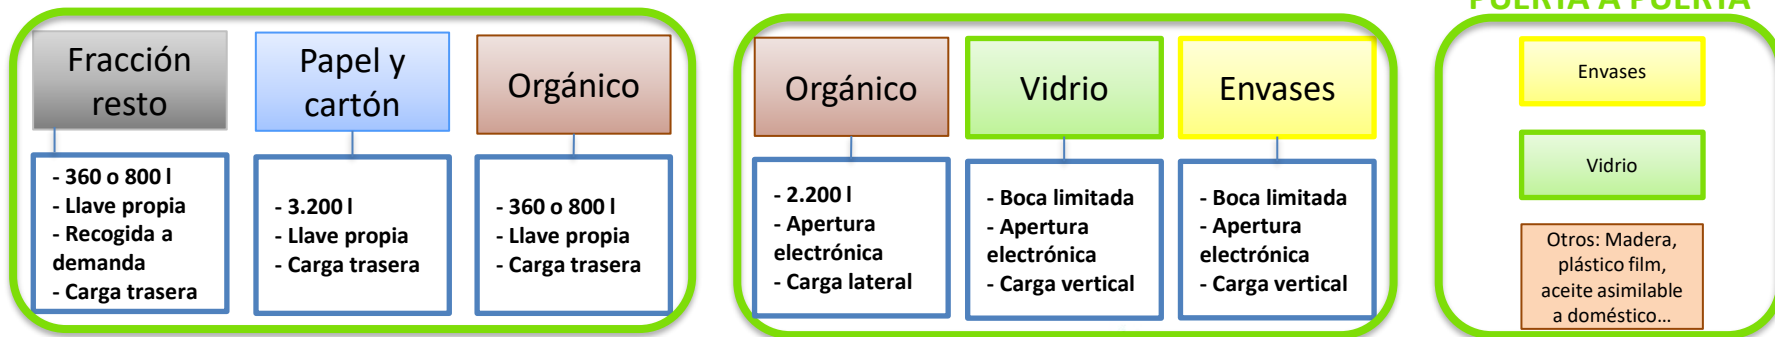 PUERTA A PUERTA
Fracción
resto
- 360 o 800 l
- Llave propia
- Recogida a
demanda
- Carga trasera
Papel y
cartón
- 3.200 l
- Llave propia
- Carga trasera
Orgánico
- 360 o 800 l
- Llave propia
- Carga trasera
Orgánico
- 2.200 l
- Apertura
electrónica
- Carga lateral
Vidrio
- Boca limitada
- Apertura
electrónica
- Carga vertical
Envases
- Boca limitada
- Apertura
electrónica
- Carga vertical
Envases
Vidrio
Otros: Madera,
plástico film,
aceite asimilable
a doméstico...